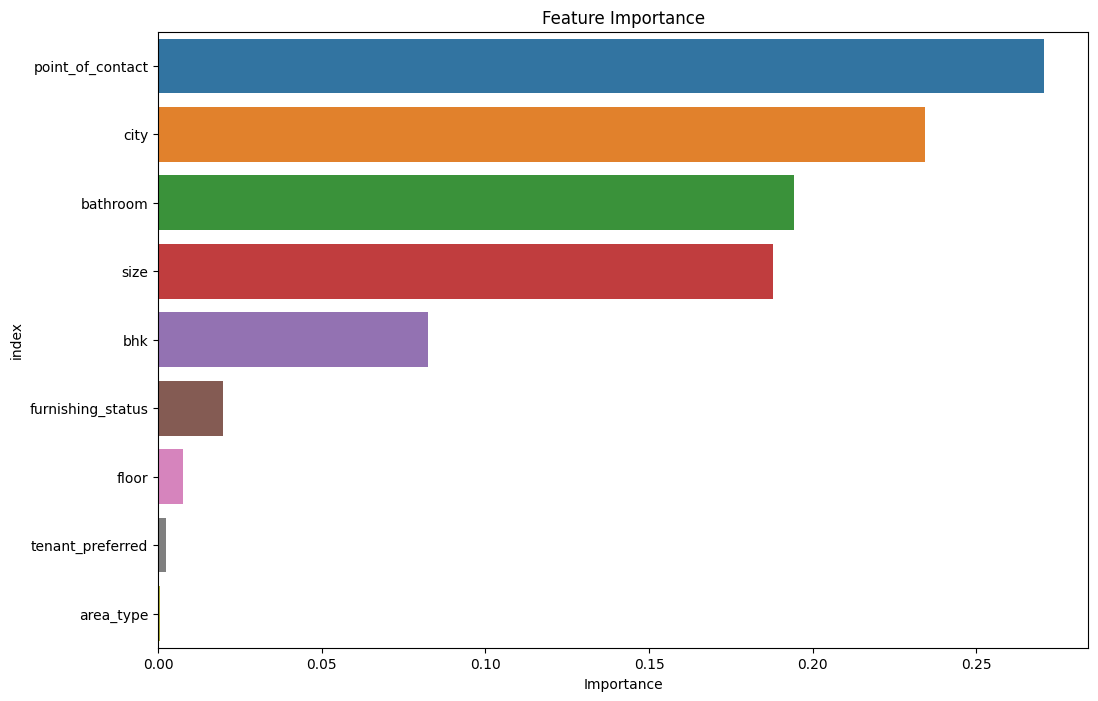 Feature Importance
point_of_contact
city
bathroom
size
bhk
furnishing_status
floor
tenant_preferred
area_type
index
0.00 0.05 0.10 0.15 0.20 0.25
Importance